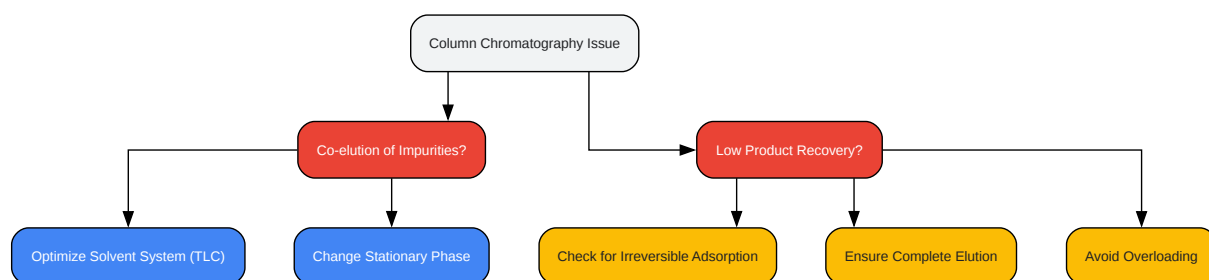 Column Chromatography Issue
Co-elution of Impurities?
Low Product Recovery?
Optimize Solvent System (TLC)
Change Stationary Phase
Check for Irreversible Adsorption
Ensure Complete Elution
Avoid Overloading